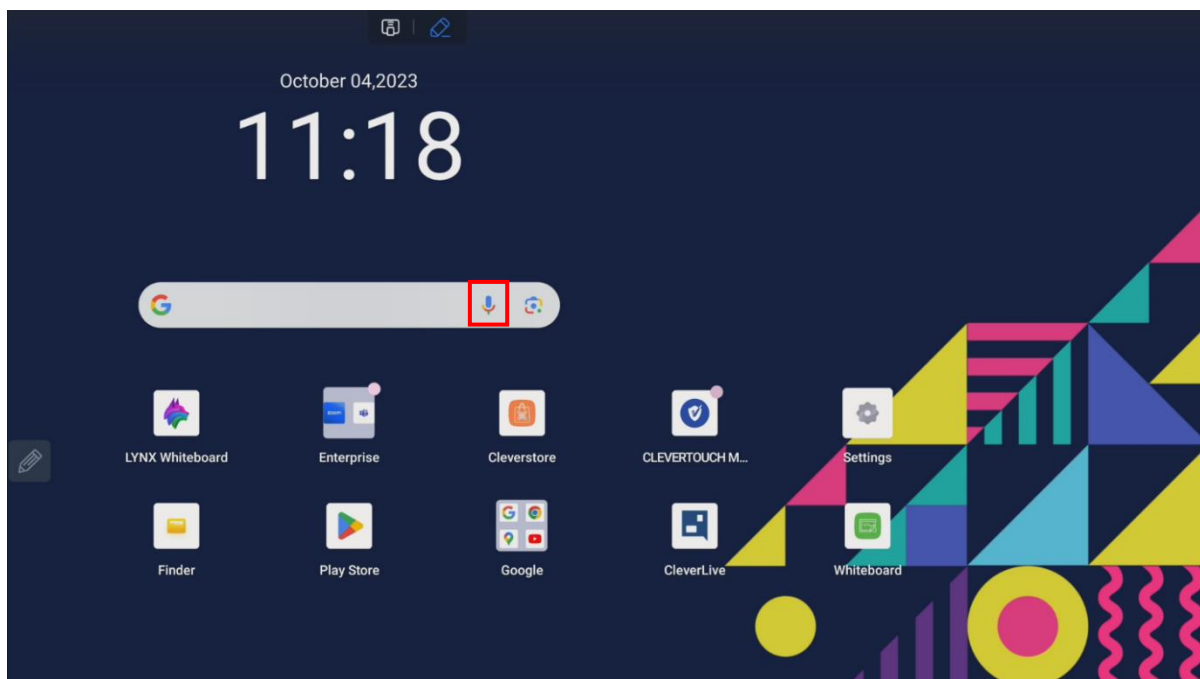 October 04,2023
11:18
LYNX Whiteboard
Enterprise
Cleverstore
CLEVERTOUCH M...
Settings
Finder
Play Store
Google
CleverLive
Whiteboard